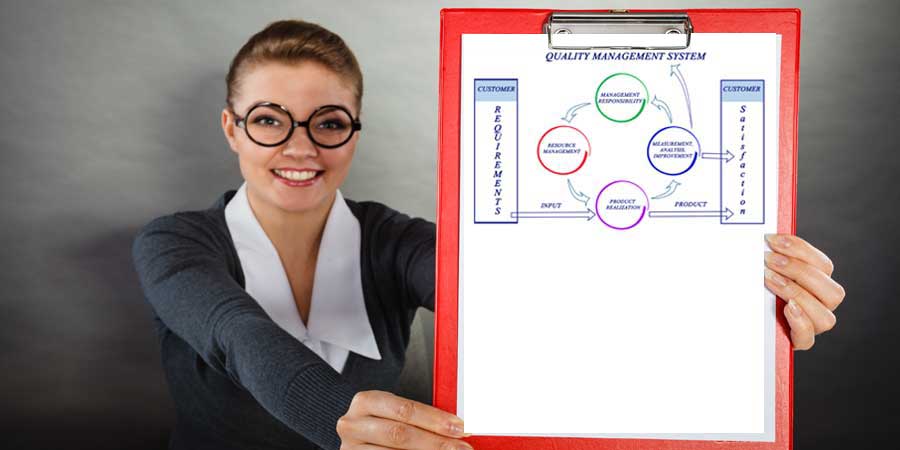 QUALITY MANAGEMENT SYSTEM
CUSTOMER
REQUIREMENTS
MANAGEMENT
RESPONSIBILITY
CUSTOMER
Satisfaction
RESOURCE
MANAGEMENT
MEASUREMENT,
ANALYSIS,
IMPROVEMENT
INPUT
PRODUCT
REALIZATION
PRODUCT